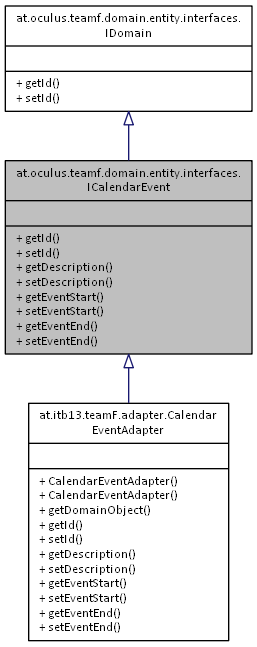 at.oculus.teamf.domain.entity.interfaces.
IDomain
+ getId()
+ setId()
at.oculus.teamf.domain.entity.interfaces.
ICalendarEvent
+ getId()
+ setId()
+ getDescription()
+ setDescription()
+ getEventStart()
+ setEventStart()
+ getEventEnd()
+ setEventEnd()
at.itb13.teamF.adapter.Calendar
EventAdapter
+ CalendarEventAdapter()
+ CalendarEventAdapter()
+ getDomainObject()
+ getId()
+ setId()
+ getDescription()
+ setDescription()
+ getEventStart()
+ setEventStart()
+ getEventEnd()
+ setEventEnd()